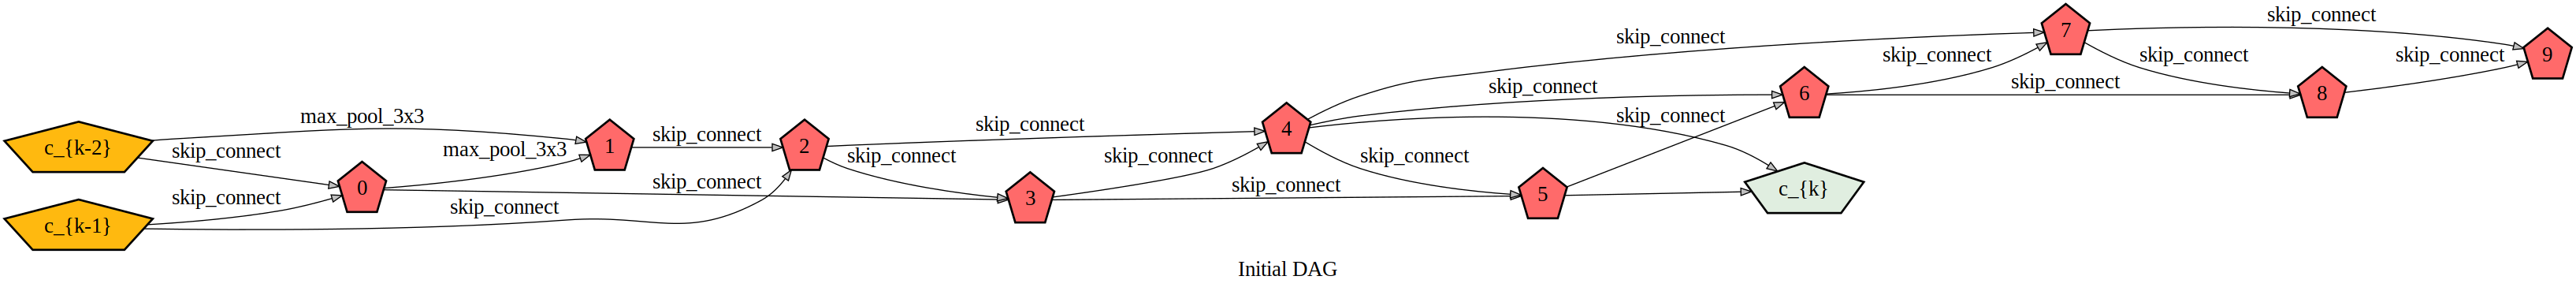 skip_connect
skip_connect
7
skip_connect
skip_connect
skip_connect
skip_connect
9
skip_connect
skip_connect
6
8
max_pool_3x3
skip_connect
skip_connect
4
skip_connect
1
2
c_{k-2}
skip_connect
max_pool_3x3
skip_connect
skip_connect
skip_connect
0
skip_connect
skip_connect
5
c_{k}
skip_connect
3
skip_connect
c_{k-1}
Initial DAG